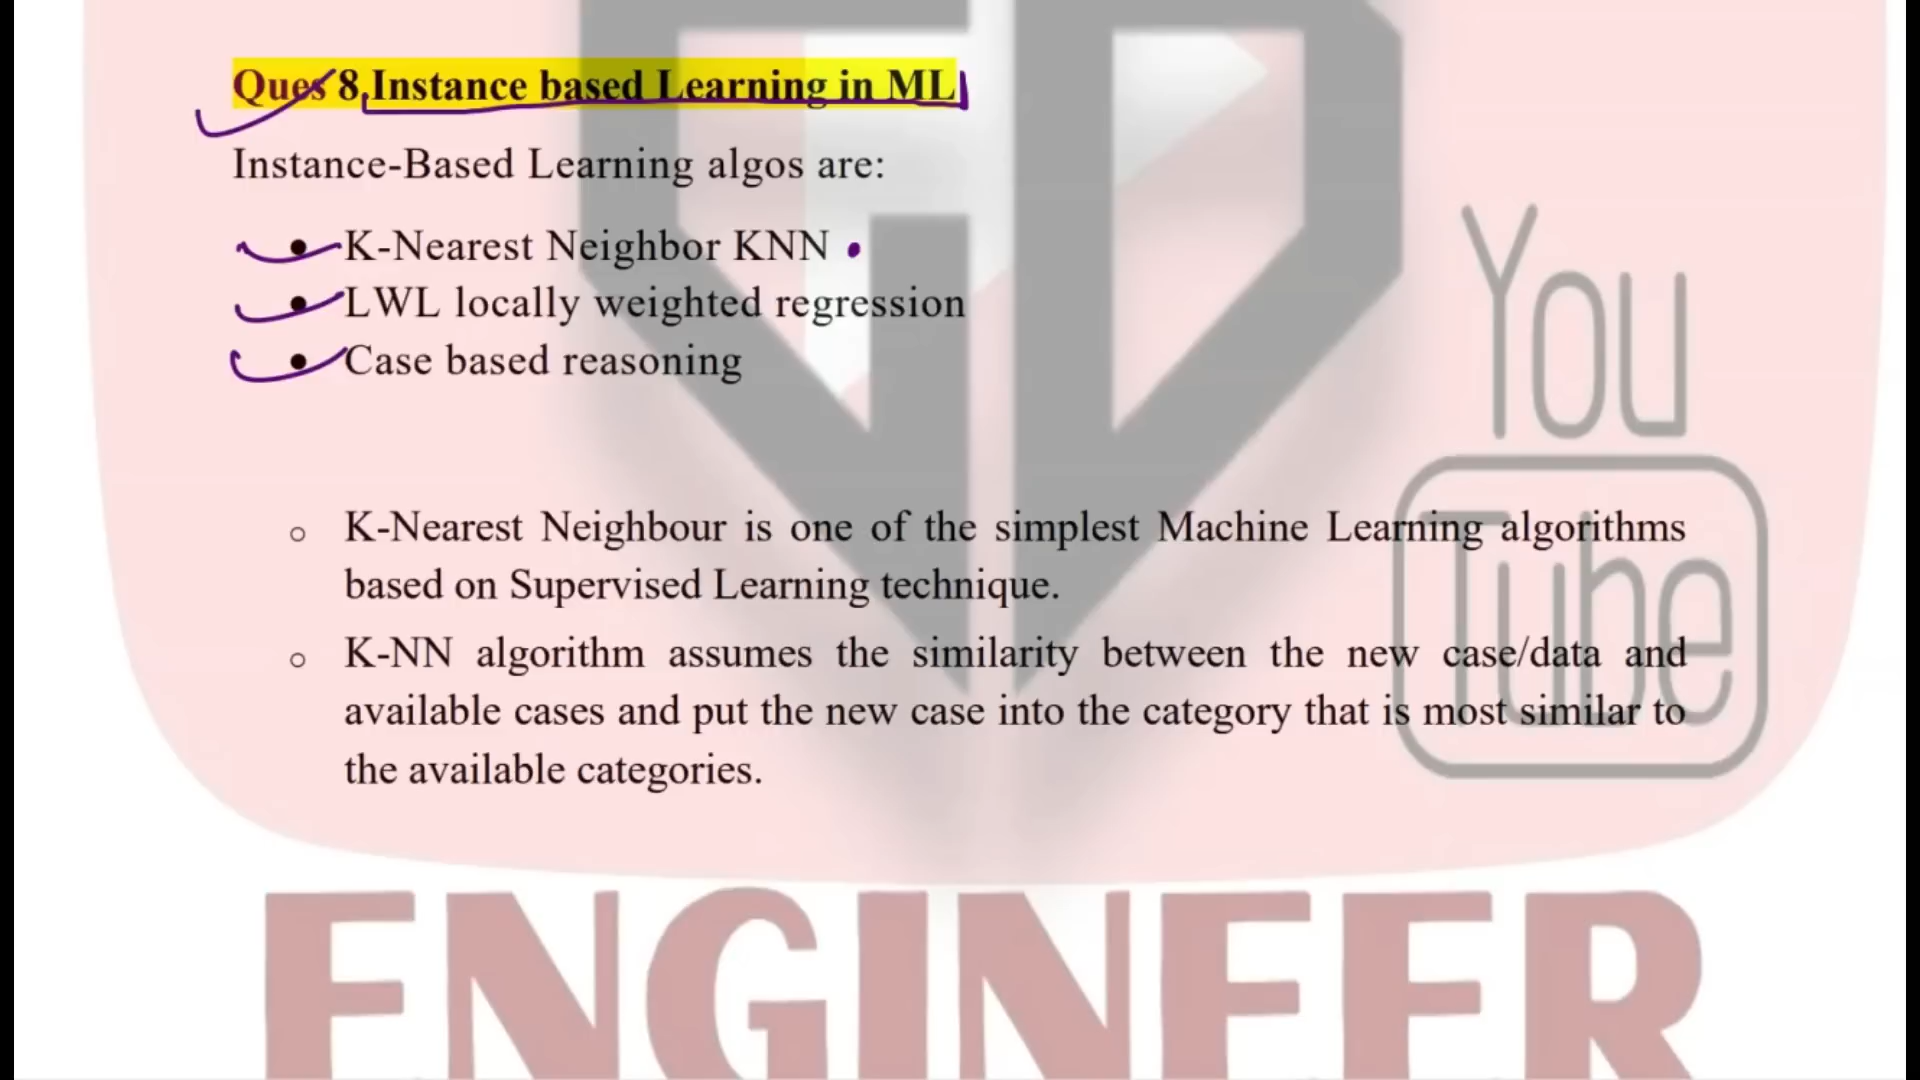 Ques 8.Instance based Learning in ML
Instance-Based Learning algos are:
• K-Nearest Neighbor KNN
• LWL locally weighted regression
• Case based reasoning
You
Tube
o K-Nearest Neighbour is one of the simplest Machine Learning algorithms
based on Supervised Learning technique.
o K-NN algorithm assumes the similarity between the new case/data and
available cases and put the new case into the category that is most similar to
the available categories.
ENGINEER